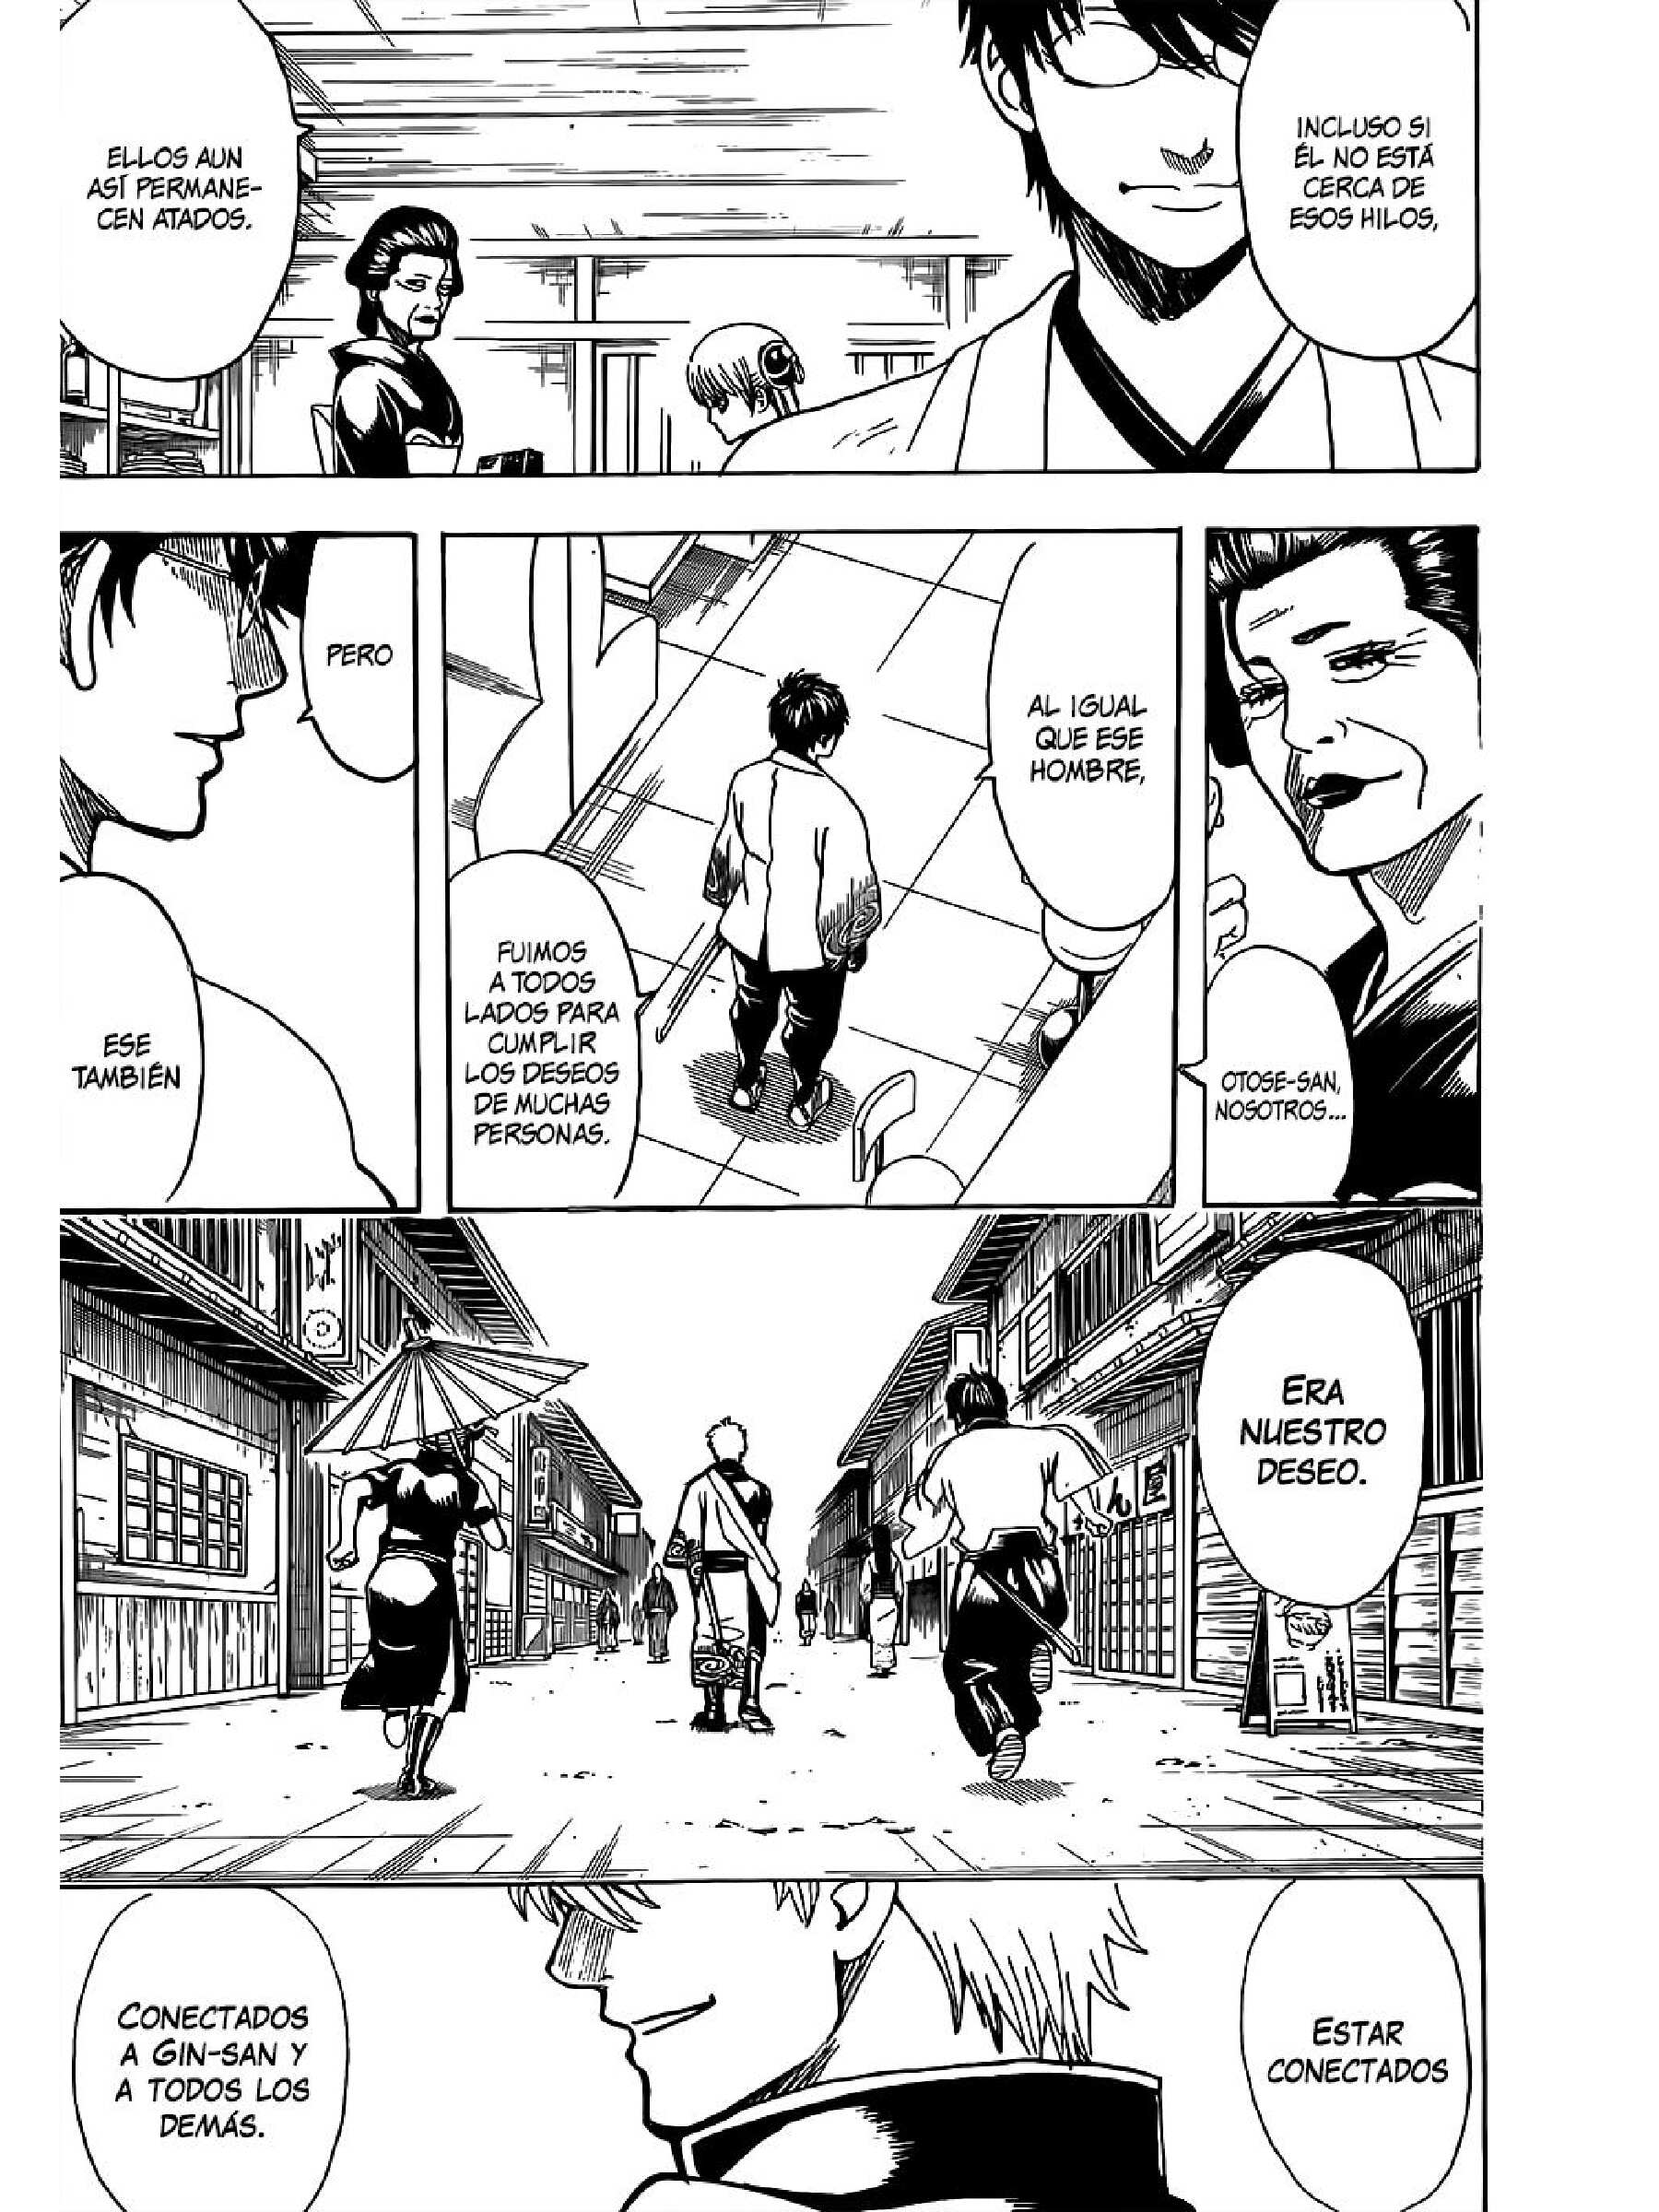 INCLUSO SI
ÉL NO ESTÁ
CERCA DE
ESOS HILOS,
ELLOS AUN
ASÍ PERMANE-
CEN ATADOS.
OTOSE-SAN,
NOSOTROS...
AL IGUAL
QUE ESE
HOMBRE,
FUIMOS
A TODOS
LADOS PARA
CUMPLIR
LOS DESEOS
DE MUCHAS
PERSONAS.
PERO
ESE
TAMBIÉN
ERA
NUESTRO
DESEO.
ん屋
ESTAR
CONECTADOS
CONECTADOS
A GIN-SAN Y
A TODOS LOS
DEMÁS.